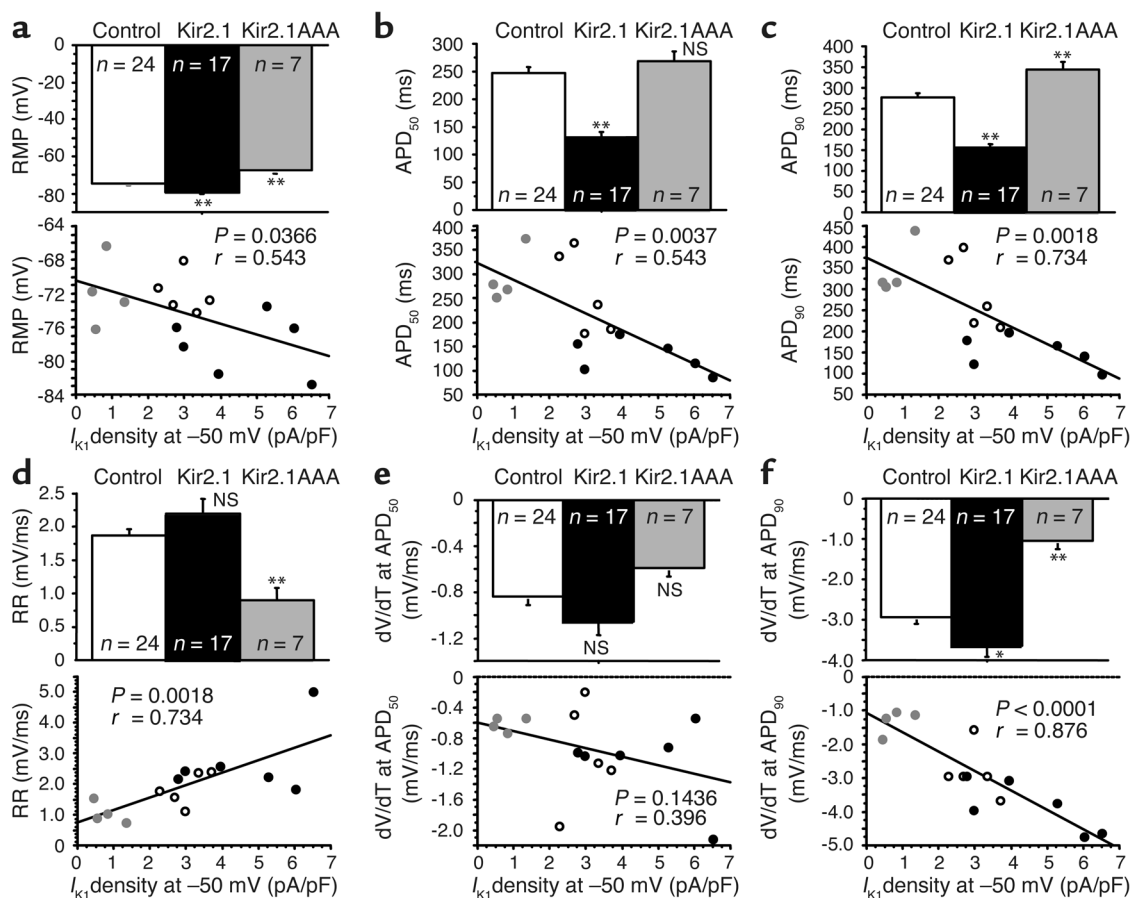 a
Control Kir2.1 Kir2.1AAA
0
-20
-40
-60
-80
RMP (mV)
n = 24 n = 17 n = 7
** **
-64
-68
-72
-76
-80
-84
RMP (mV)
P = 0.0366
r = 0.543
0 1 2 3 4 5 6 7
IK1 density at –50 mV (pA/pF)
b
Control Kir2.1 Kir2.1AAA
300
250
200
150
100
50
0
APD50 (ms)
** NS
n = 24 n = 17 n = 7
450
400
350
300
250
200
150
100
50
APD50 (ms)
P = 0.0037
r = 0.543
0 1 2 3 4 5 6 7
IK1 density at –50 mV (pA/pF)
c
Control Kir2.1 Kir2.1AAA
400
350
300
350
200
150
100
50
0
APD90 (ms)
** **
n = 24 n = 17 n = 7
450
400
350
300
250
200
150
100
50
APD90 (ms)
P = 0.0018
r = 0.734
0 1 2 3 4 5 6 7
IK1 density at –50 mV (pA/pF)
d
Control Kir2.1 Kir2.1AAA
2.5
2.0
1.5
1.0
0.5
0
RR (mV/ms)
NS **
n = 24 n = 17 n = 7
5.0
4.0
3.0
2.0
1.0
0
RR (mV/ms)
P = 0.0018
r = 0.734
0 1 2 3 4 5 6 7
IK1 density at –50 mV (pA/pF)
e
Control Kir2.1 Kir2.1AAA
0
-0.4
-0.8
-1.2
dV/dT at APD50
(mV/ms)
n = 24 n = 17 n = 7
NS NS
0
-0.4
-0.8
-1.2
-1.6
-2.0
dV/dT at APD50
(mV/ms)
P = 0.1436
r = 0.396
0 1 2 3 4 5 6 7
IK1 density at –50 mV (pA/pF)
f
Control Kir2.1 Kir2.1AAA
0
-1.0
-2.0
-3.0
-4.0
dV/dT at APD90
(mV/ms)
n = 24 n = 17 n = 7
* **
0
-1.0
-2.0
-3.0
-4.0
-5.0
dV/dT at APD90
(mV/ms)
P < 0.0001
r = 0.876
0 1 2 3 4 5 6 7
IK1 density at –50 mV (pA/pF)